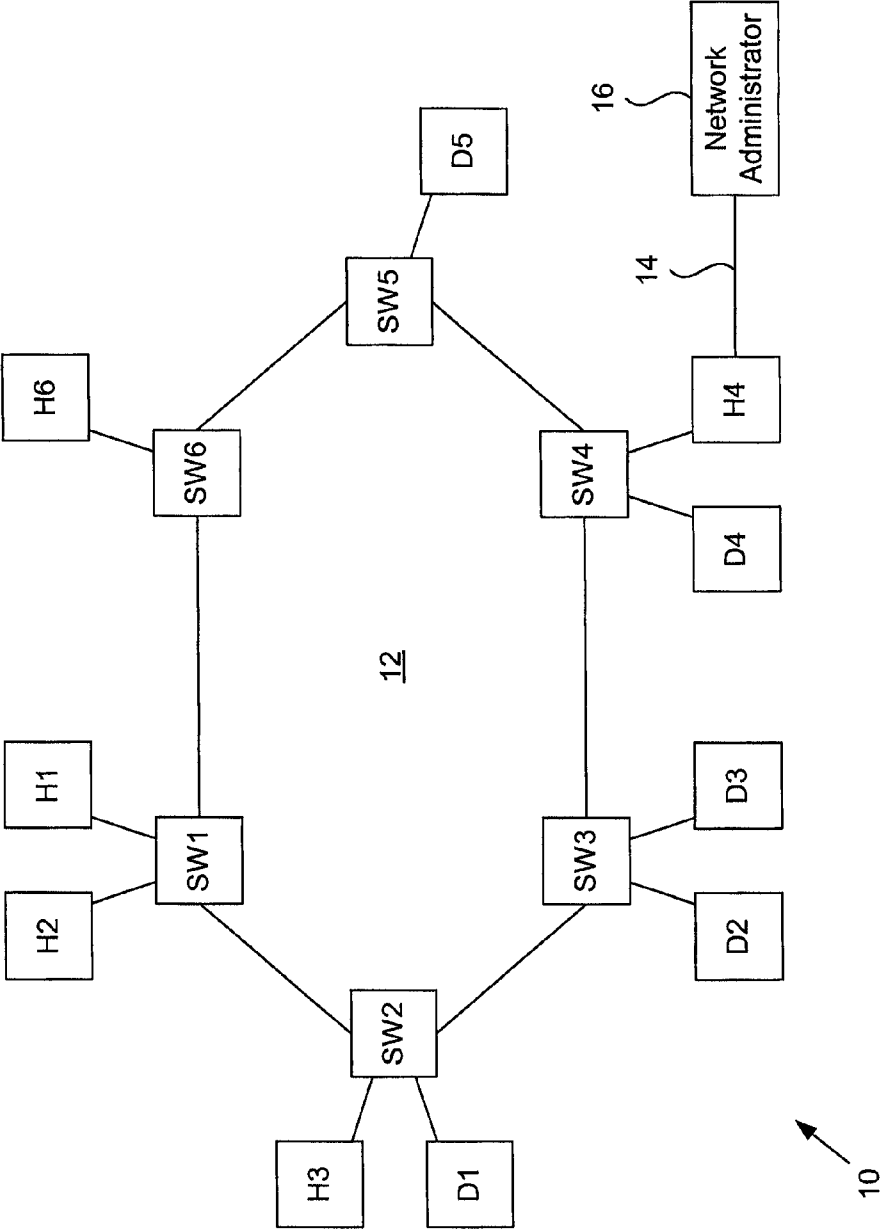 H2
H1
H6
SW1
SW6
H3
SW2
12
SW5
D1
D5
SW3
SW4
16
14
D2
D3
D4
H4
Network
Administrator
10